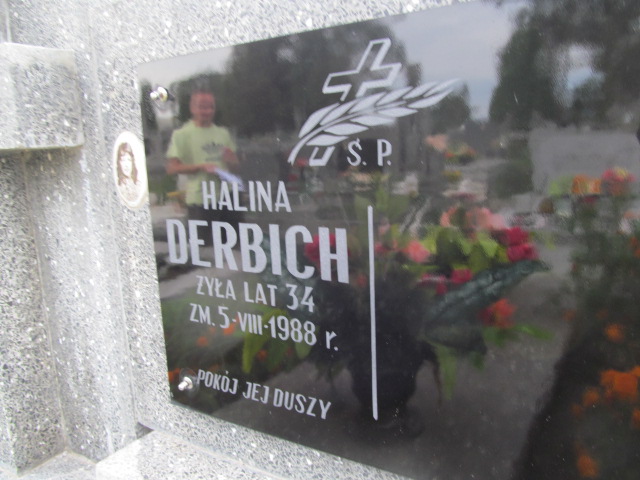 Ś. P.
HALINA
DERBICH
ŻYŁA LAT 34
ZM. 5-VIII-1988 r.
POKÓJ JEJ DUSZY